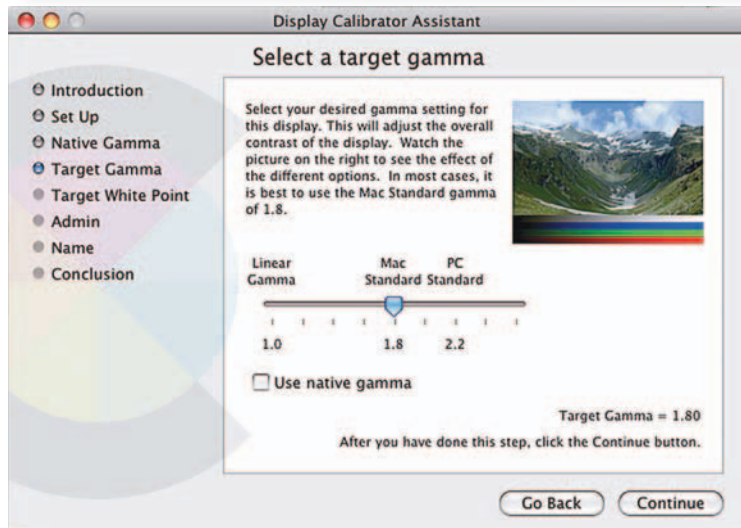 Display Calibrator Assistant
Select a target gamma
Introduction
Set Up
Native Gamma
Target Gamma
Target White Point
Admin
Name
Conclusion
Select your desired gamma setting for
this display. This will adjust the overall
contrast of the display. Watch the
picture on the right to see the effect of
the different options. In most cases, it
is best to use the Mac Standard gamma
of 1.8.
Linear Mac PC
Gamma Standard Standard
1.0 1.8 2.2
Use native gamma
Target Gamma = 1.80
After you have done this step, click the Continue button.
Go Back Continue